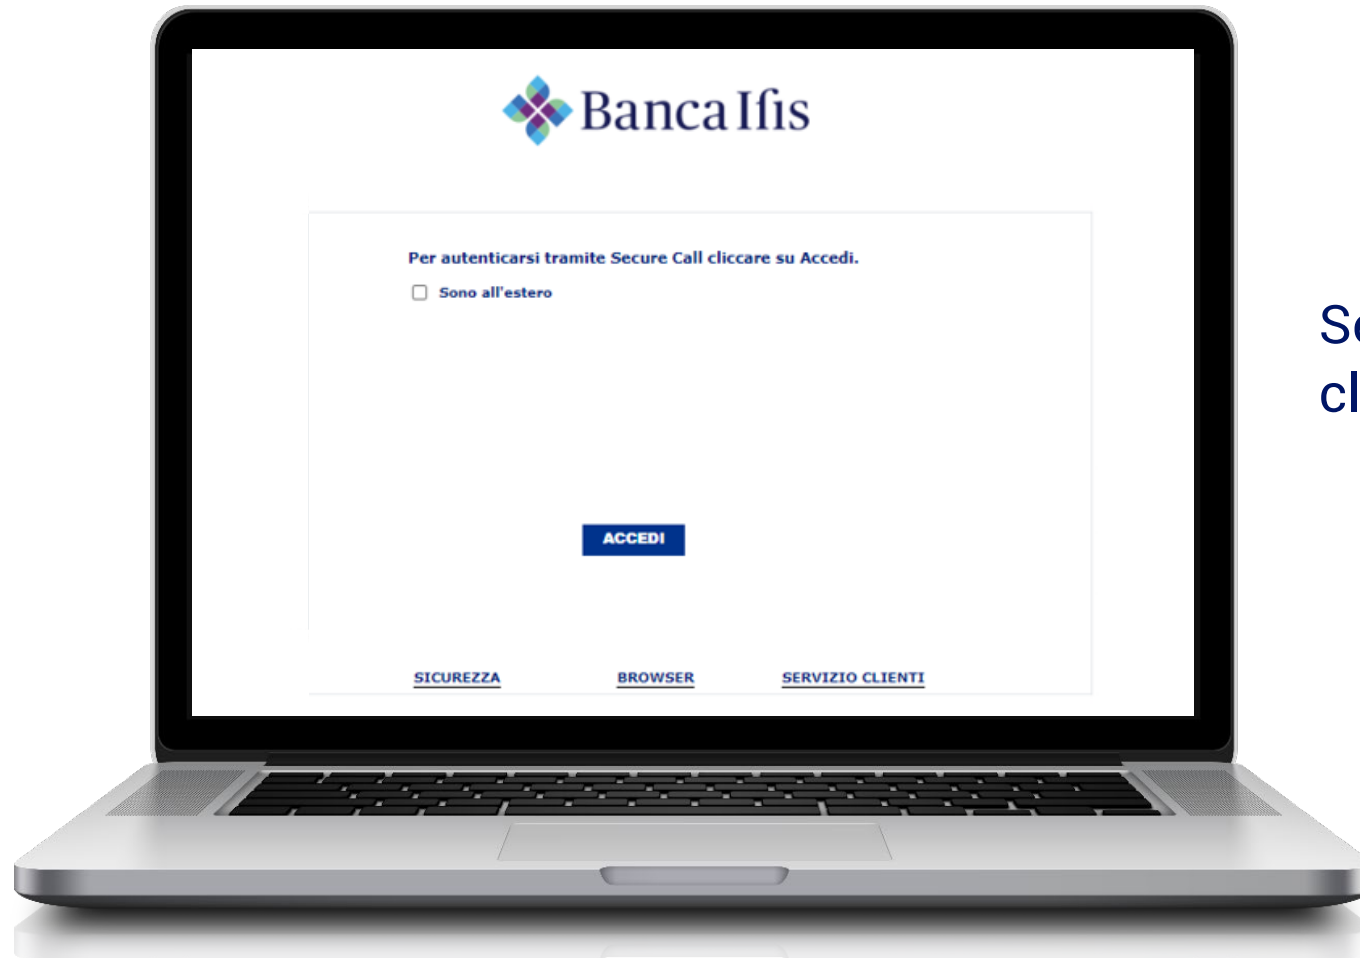 Banca Ifis
Per autenticarsi tramite Secure Call cliccare su Accedi.
Sono all'estero
ACCEDI
SICUREZZA BROWSER SERVIZIO CLIENTI